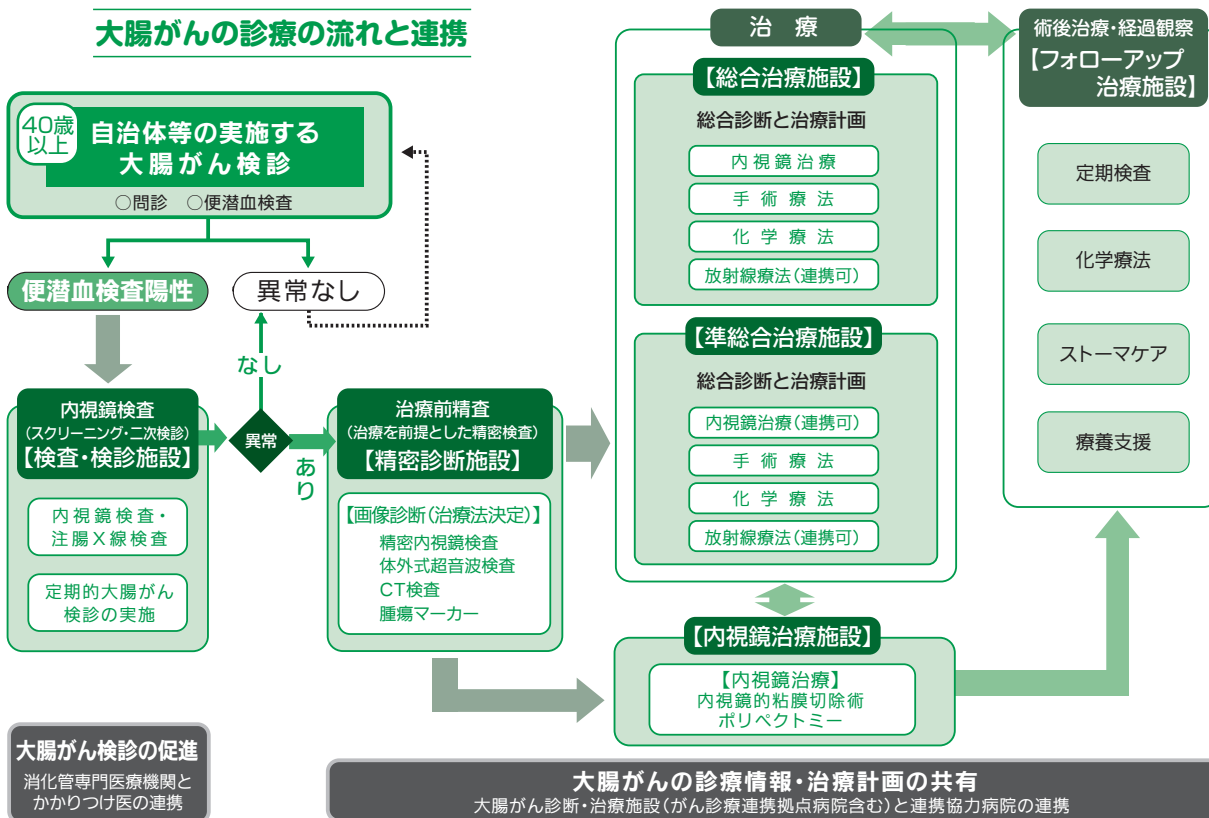 大腸がんの診療の流れと連携
40歳
以上
自治体等の実施する
大腸がん検診
○問診 ○便潜血検査
便潜血検査陽性
異常なし
なし
内視鏡検査
(スクリーニング・二次検診)
【検査・検診施設】
内視鏡検査・
注腸X線検査
定期的大腸がん
検診の実施
異常
あり
治療前精査
(治療を前提とした精密検査)
【精密診断施設】
【画像診断(治療法決定)】
精密内視鏡検査
体外式超音波検査
CT検査
腫瘍マーカー
治療
【総合治療施設】
総合診断と治療計画
内視鏡治療
手術療法
化学療法
放射線療法(連携可)
【準総合治療施設】
総合診断と治療計画
内視鏡治療(連携可)
手術療法
化学療法
放射線療法(連携可)
【内視鏡治療施設】
【内視鏡治療】
内視鏡的粘膜切除術
ポリペクトミー
術後治療・経過観察
【フォローアップ
治療施設】
定期検査
化学療法
ストーマケア
療養支援
大腸がん検診の促進
消化管専門医療機関と
かかりつけ医の連携
大腸がんの診療情報・治療計画の共有
大腸がん診断・治療施設(がん診療連携拠点病院含む)と連携協力病院の連携